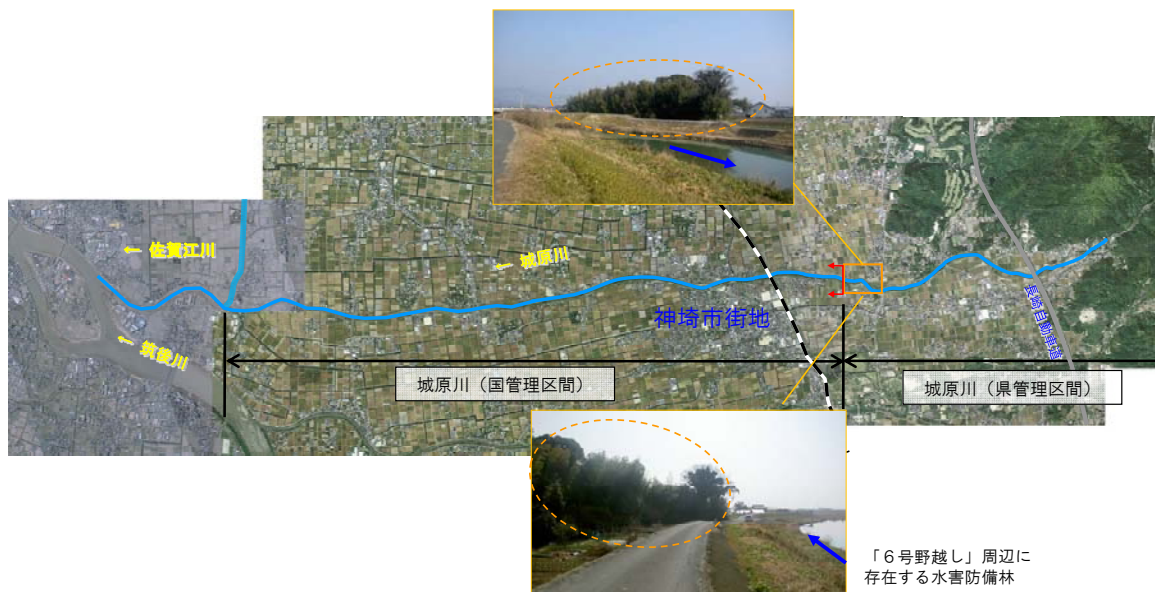 ← 佐賀江川
← 城原川
神埼市街地
← 筑後川
長崎自動車道
城原川（国管理区間）
城原川（県管理区間）
「６号野越し」周辺に
存在する水害防備林